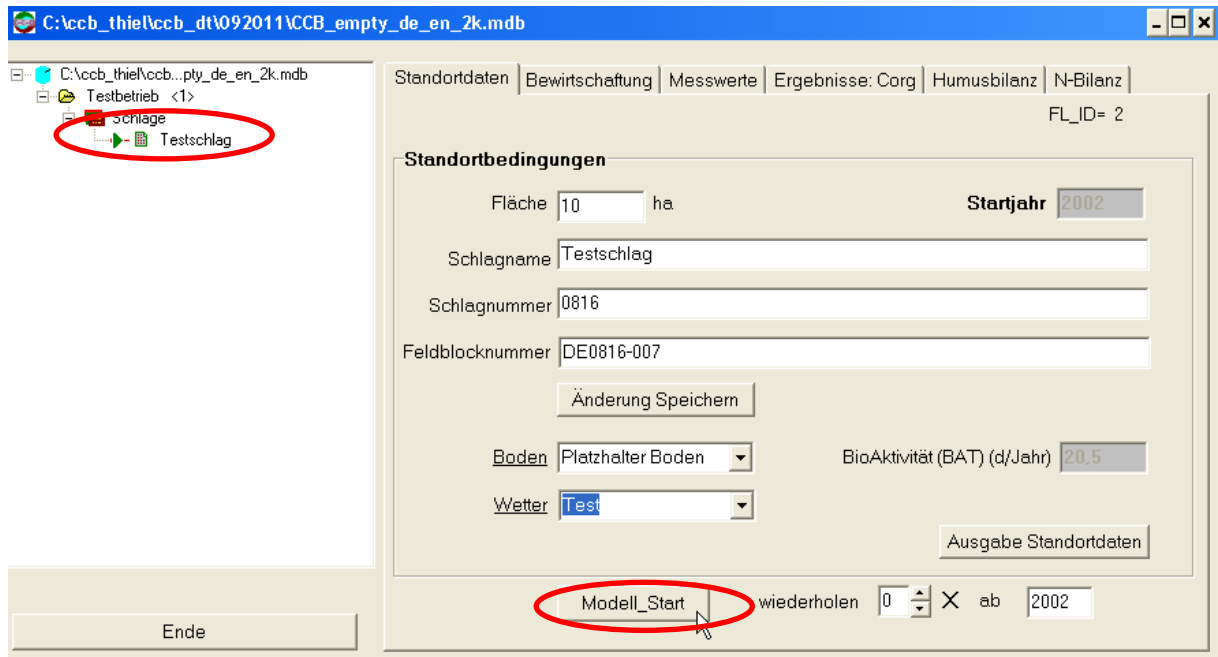 C:\ccb_thiel\ccb_dt\092011\CCB_empty_de_en_2k.mdb
C:\ccb_thiel\ccb...pty_de_en_2k.mdb
Testbetrieb <1>
Schläge
Testschlag
Ende
Standortdaten Bewirtschaftung Messwerte Ergebnisse: Corg Humusbilanz N-Bilanz
FL_ID= 2
Standortbedingungen
Fläche 10 ha Startjahr 2002
Schlagname Testschlag
Schlagnummer 0816
Feldblocknummer DE0816-007
Änderung Speichern
Boden Platzhalter Boden BioAktivität (BAT) (d/Jahr) 20,5
Wetter Test
Ausgabe Standortdaten
Modell_Start wiederholen 0 X ab 2002